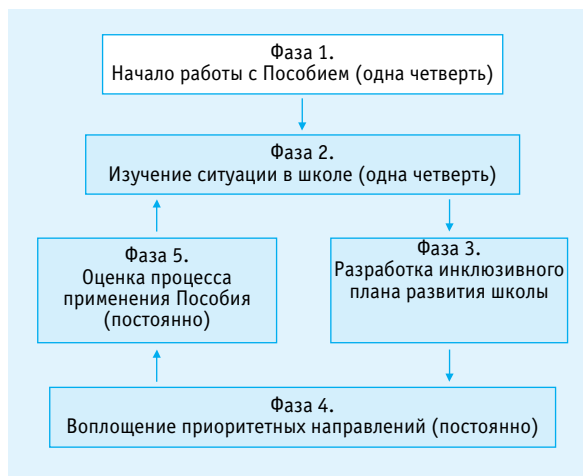 Фаза 1.
Начало работы с Пособием (одна четверть)
Фаза 2.
Изучение ситуации в школе (одна четверть)
Фаза 5.
Оценка процесса
применения Пособия
(постоянно)
Фаза 3.
Разработка инклюзивного
плана развития школы
Фаза 4.
Воплощение приоритетных направлений (постоянно)